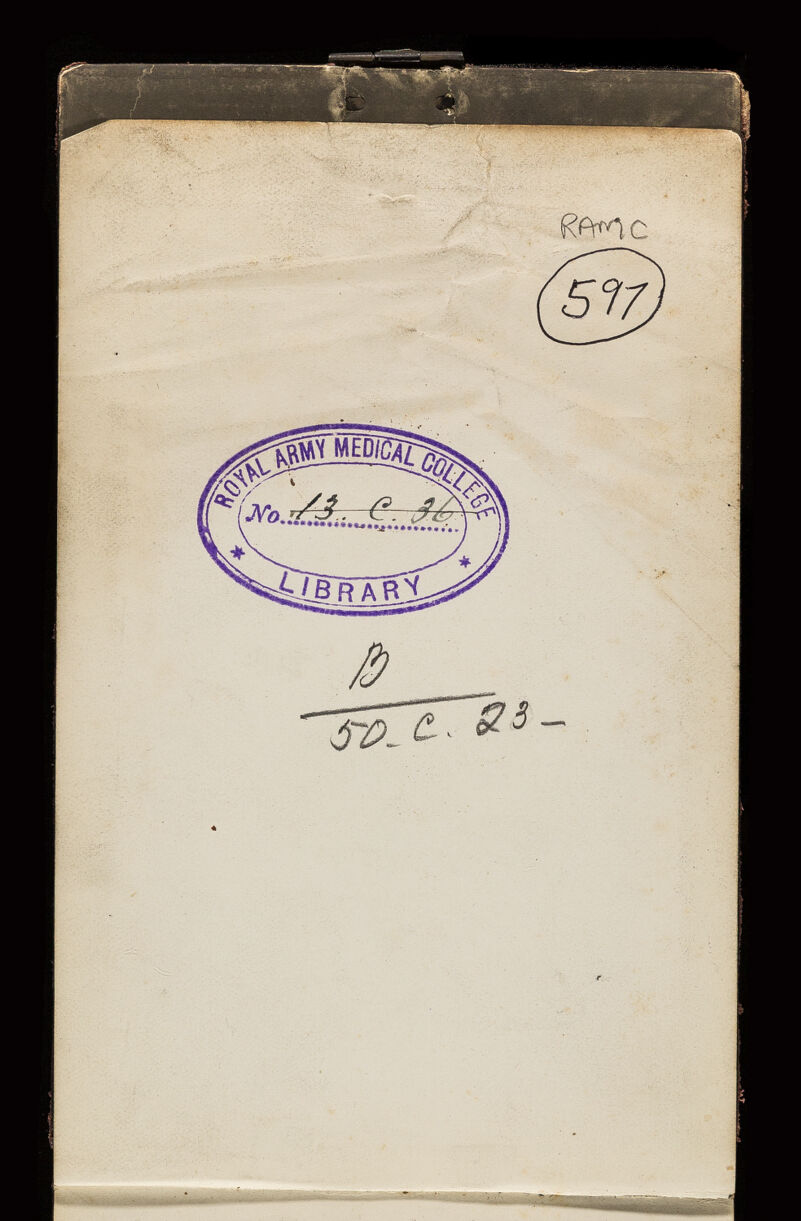 RAMC
597
ROYAL ARMY MEDICAL COLLEGE
No. 13. C. 36
LIBRARY
B
50. C. 23 -